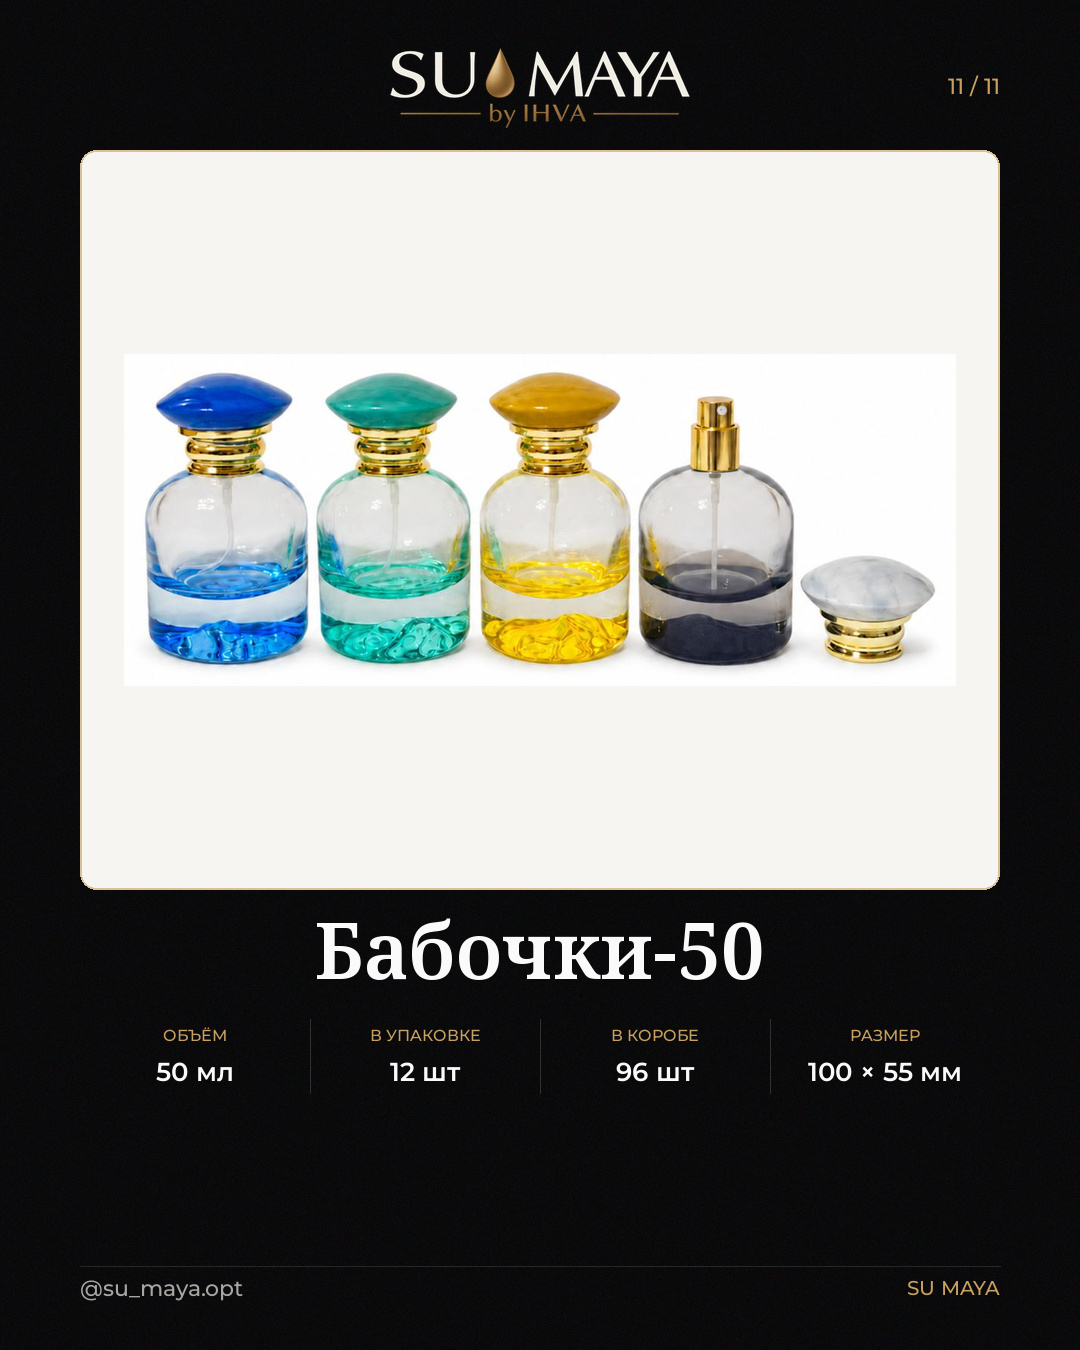 SU MAYA
by IHVA
11 / 11
Бабочки-50
ОБЪЁМ
50 мл
В УПАКОВКЕ
12 шт
В КОРОБЕ
96 шт
РАЗМЕР
100 × 55 мм
@su_maya.opt
SU MAYA